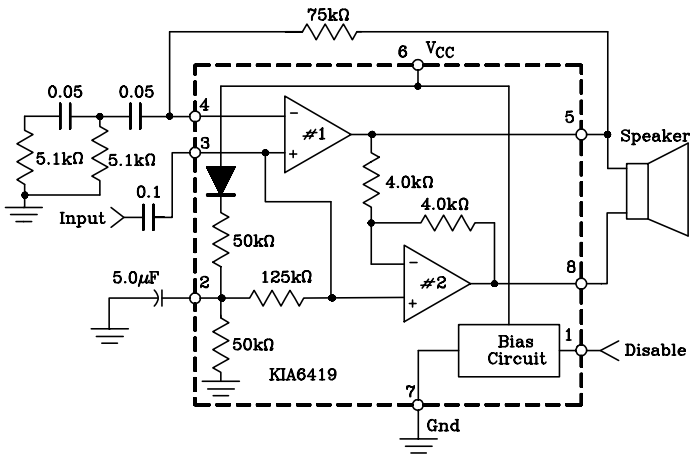 75kΩ
6 VCC
0.05 0.05
4
5
#1
3
Speaker
5.1kΩ 5.1kΩ
4.0kΩ
0.1
4.0kΩ
Input
50kΩ
5.0µF 2 125kΩ
#2
8
50kΩ
Bias
Circuit
1
Disable
KIA6419
7
Gnd
− + − +